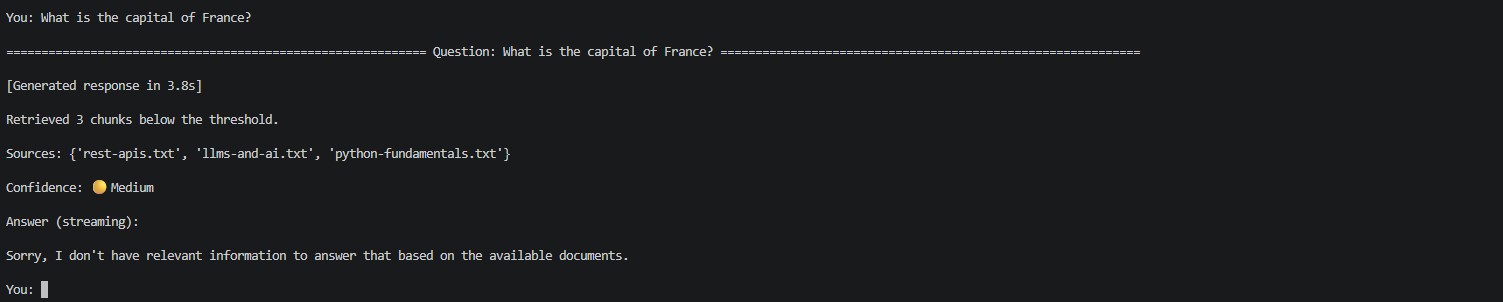 You: What is the capital of France?
============================================================ Question: What is the capital of France? ============================================================
[Generated response in 3.8s]
Retrieved 3 chunks below the threshold.
Sources: {'rest-apis.txt', 'llms-and-ai.txt', 'python-fundamentals.txt'}
Confidence: 🟡 Medium
Answer (streaming):
Sorry, I don't have relevant information to answer that based on the available documents.
You: